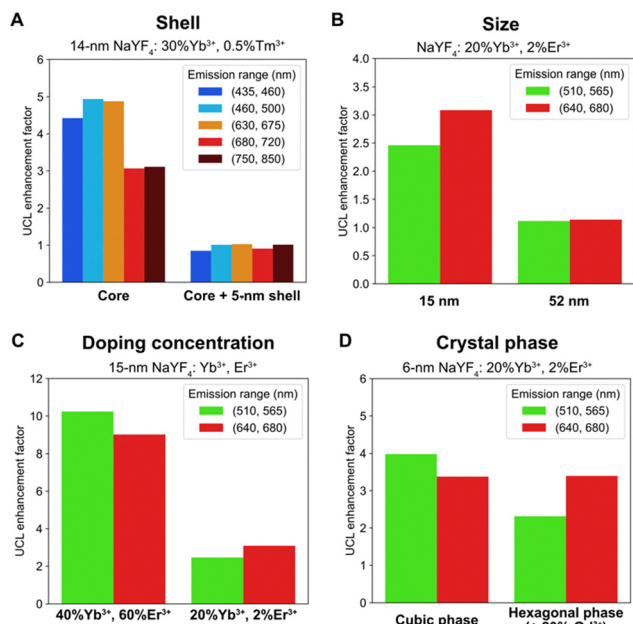 A
Shell
14-nm NaYF₄: 30%Yb³⁺, 0.5%Tm³⁺
UCL enhancement factor
6
5
4
3
2
1
0
Emission range (nm)
(435, 460)
(460, 500)
(630, 675)
(680, 720)
(750, 850)
Core
Core + 5-nm shell
B
Size
NaYF₄: 20%Yb³⁺, 2%Er³⁺
UCL enhancement factor
4.0
3.5
3.0
2.5
2.0
1.5
1.0
0.5
0.0
Emission range (nm)
(510, 565)
(640, 680)
15 nm
52 nm
C
Doping concentration
15-nm NaYF₄: Yb³⁺, Er³⁺
UCL enhancement factor
12
10
8
6
4
2
0
Emission range (nm)
(510, 565)
(640, 680)
40%Yb³⁺, 60%Er³⁺
20%Yb³⁺, 2%Er³⁺
D
Crystal phase
6-nm NaYF₄: 20%Yb³⁺, 2%Er³⁺
UCL enhancement factor
6
5
4
3
2
1
0
Emission range (nm)
(510, 565)
(640, 680)
Cubic phase
Hexagonal phase